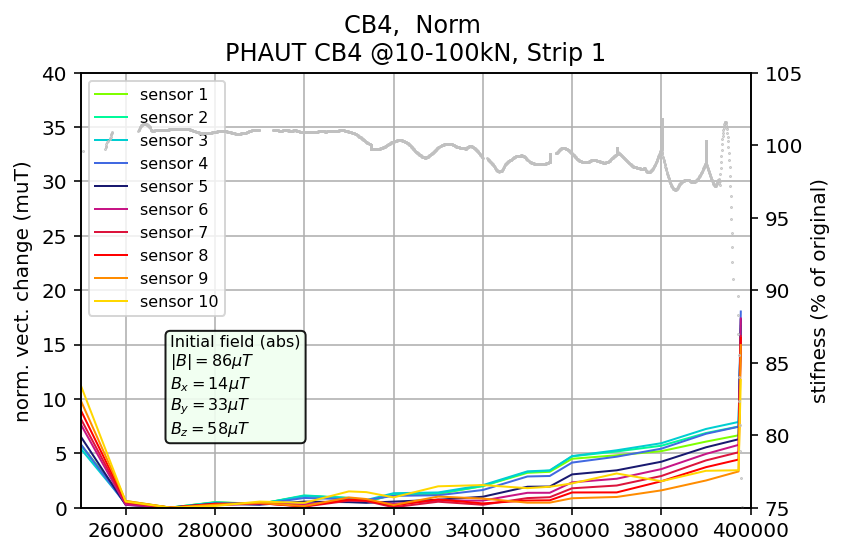 CB4,  Norm
PHAUT CB4 @10-100kN, Strip 1
norm. vect. change (muT)
40
35
30
25
20
15
10
5
0
sensor 1
sensor 2
sensor 3
sensor 4
sensor 5
sensor 6
sensor 7
sensor 8
sensor 9
sensor 10
Initial field (abs)
|B| = 86μT
Bx = 14μT
By = 33μT
Bz = 58μT
105
100
95
90
85
80
75
stifness (% of original)
260000 280000 300000 320000 340000 360000 380000 400000